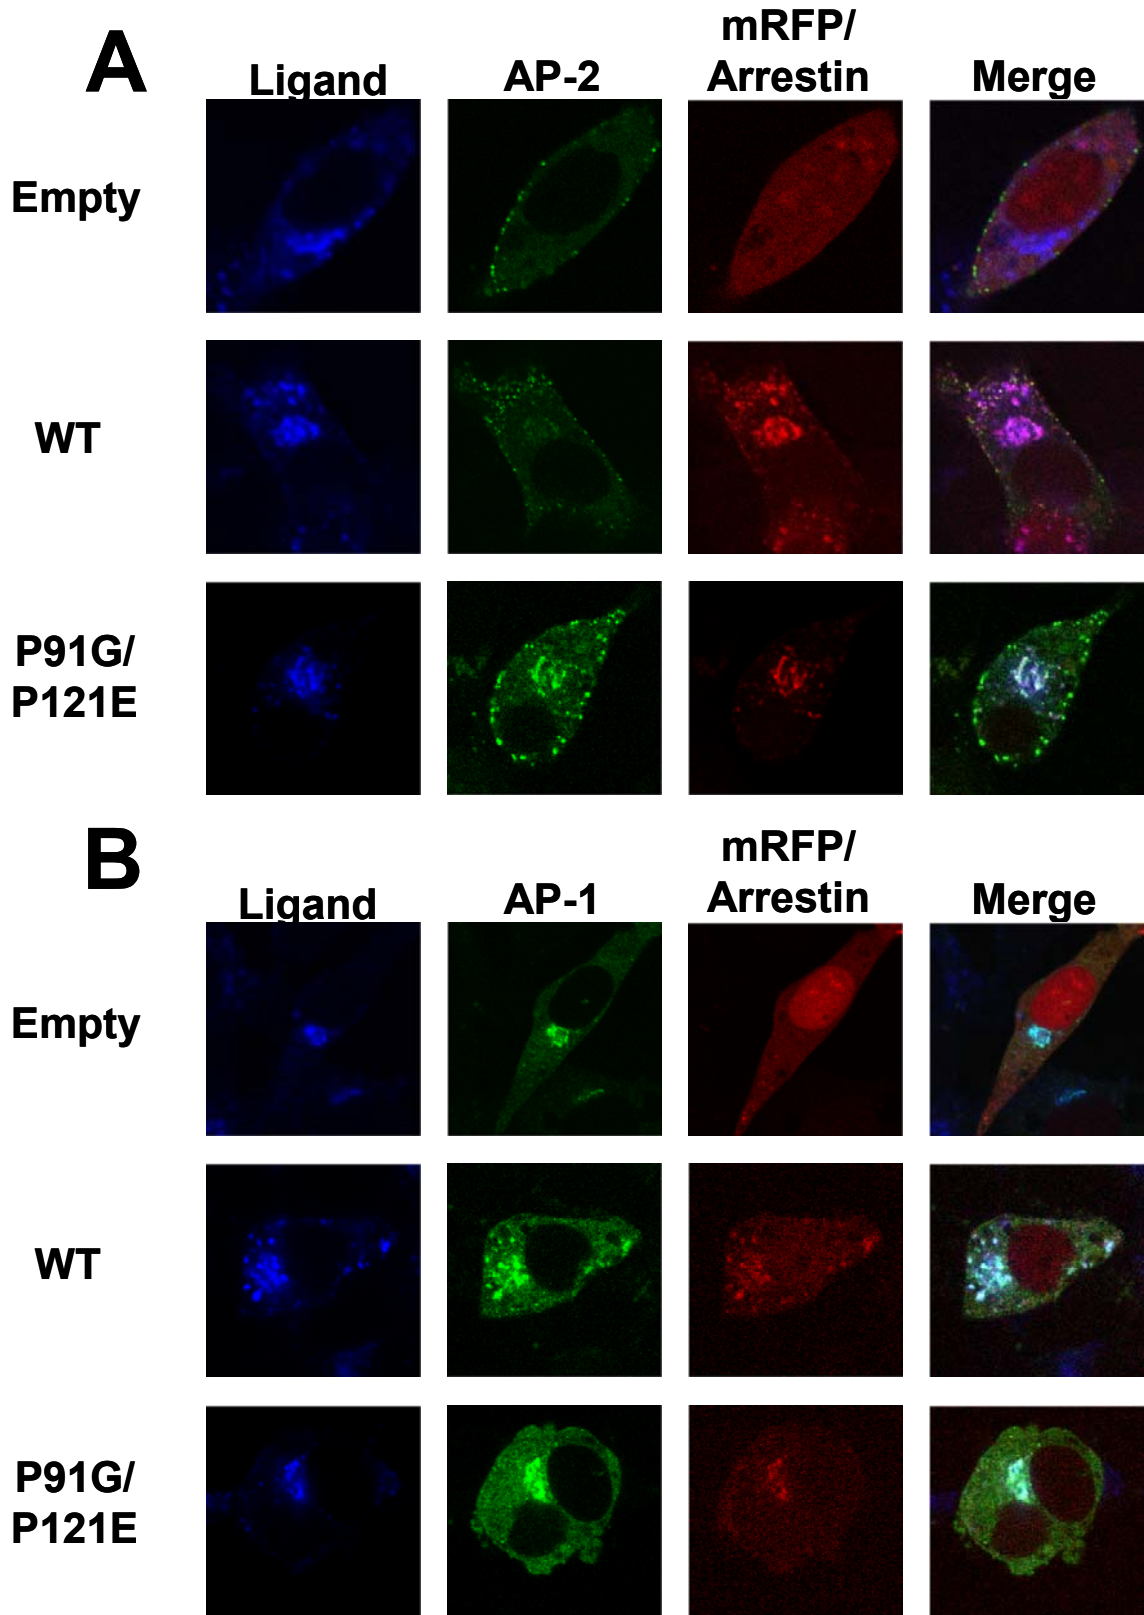 A
Ligand
AP-2
mRFP/
Arrestin
Merge
Empty
WT
P91G/
P121E
B
Ligand
AP-1
mRFP/
Arrestin
Merge
Empty
WT
P91G/
P121E